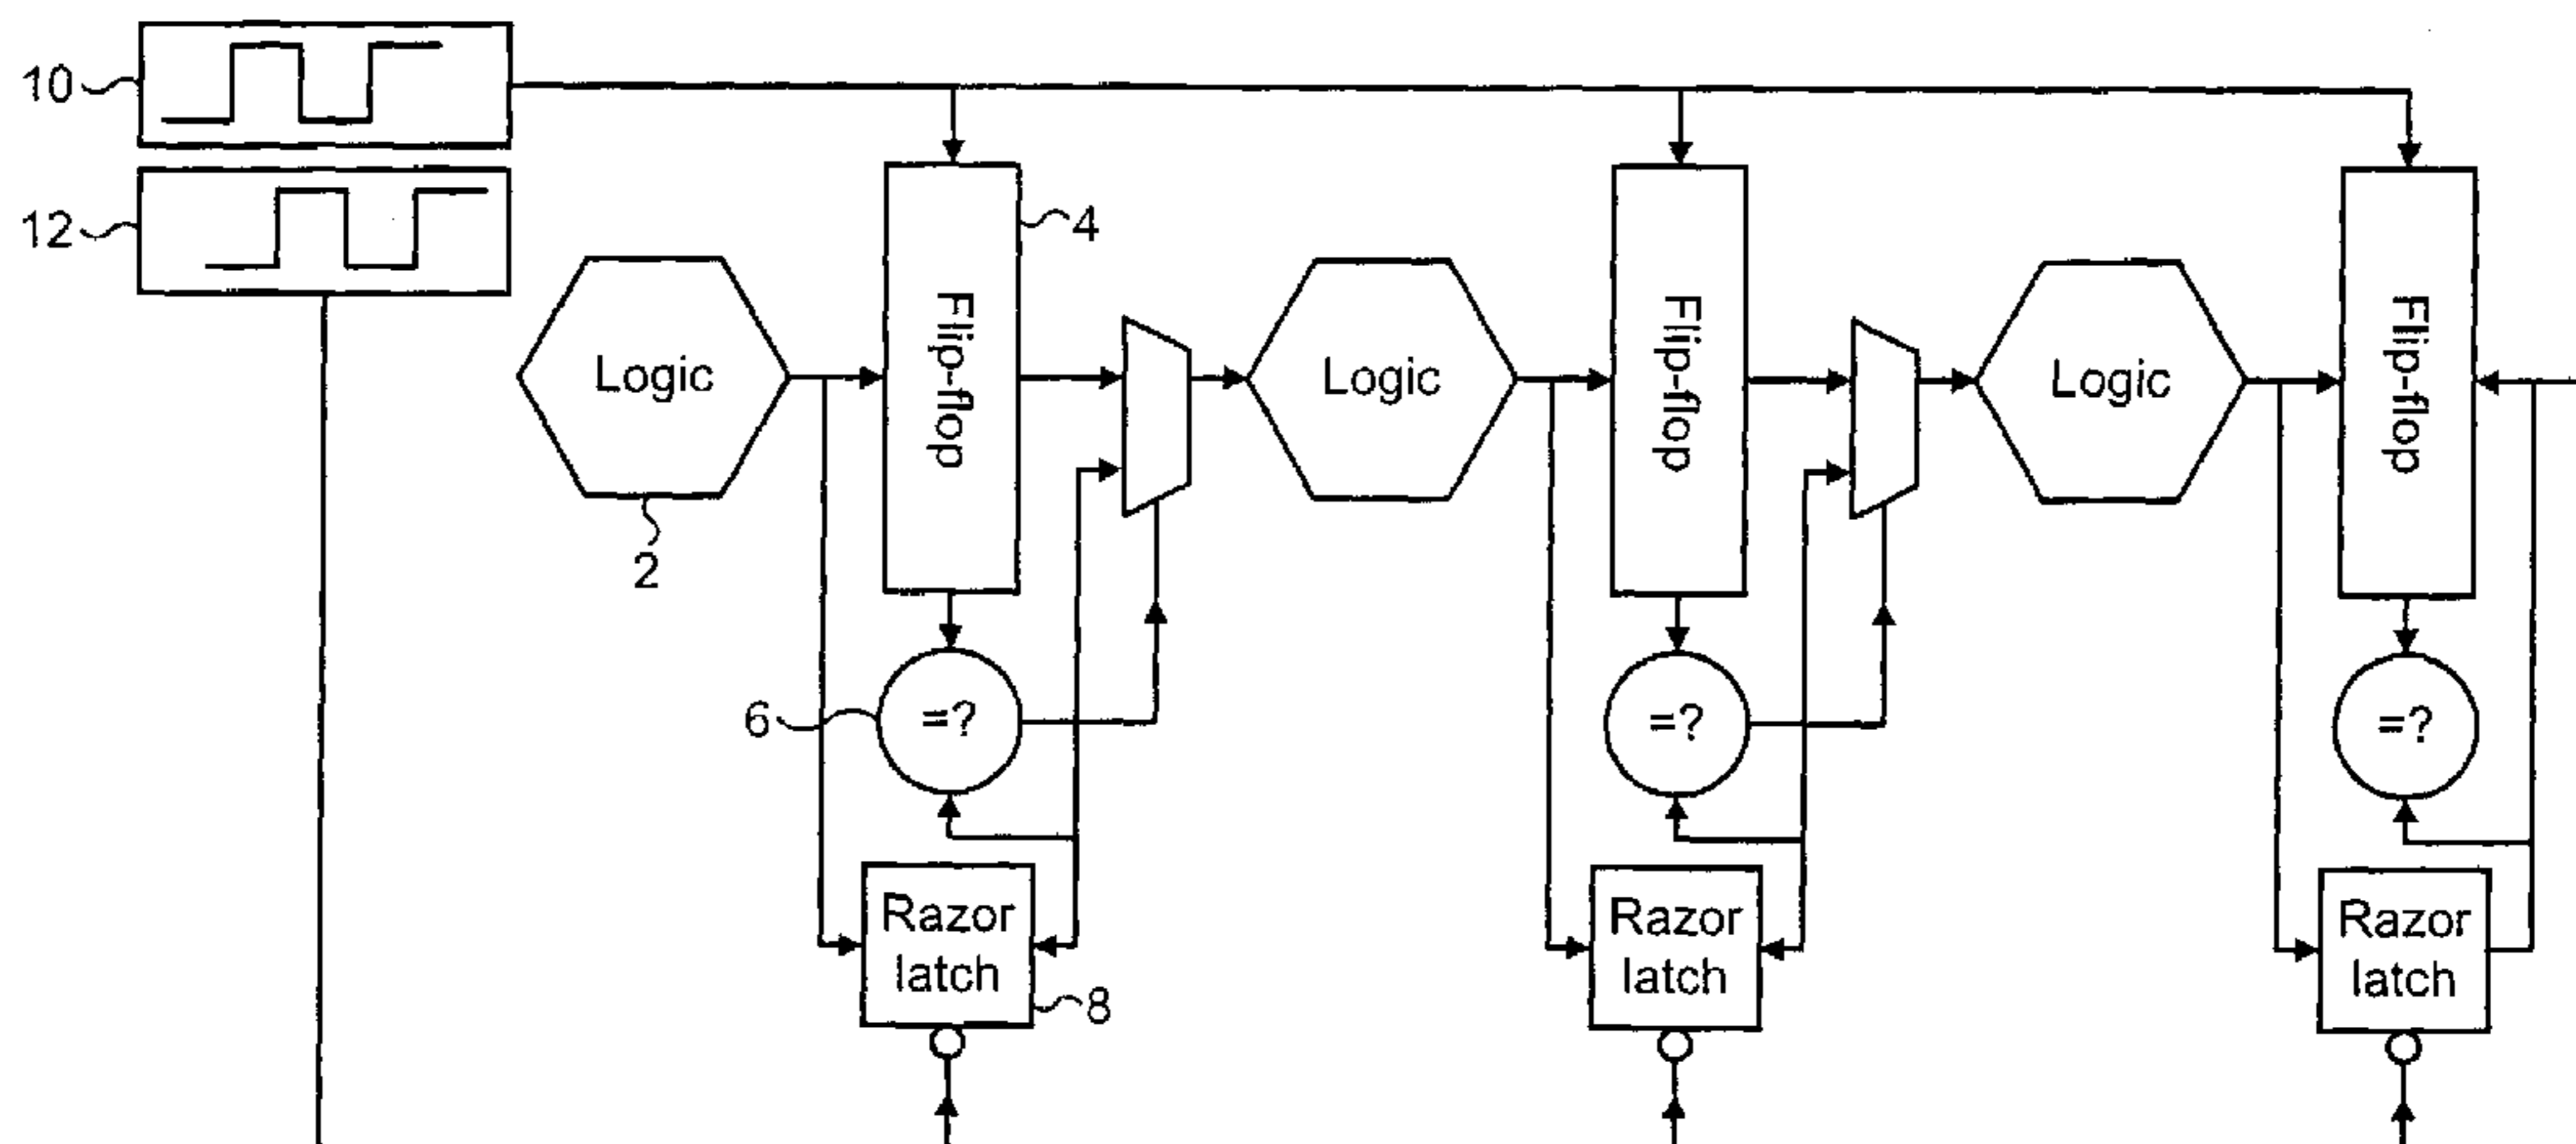 10
12
4
Logic
Flip-flop
Logic
Flip-flop
Logic
Flip-flop
2
6
=?
=?
=?
Razor
latch
8
Razor
latch
Razor
latch